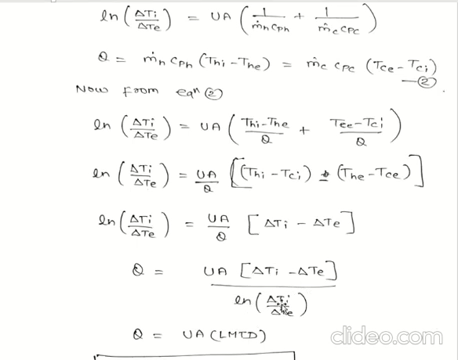 ln(ΔTi/ΔTe) = UA(1/ṁh Cph + 1/ṁc Cpc)
Q = ṁh Cph (Thi - The) = ṁc Cpc (Tce - Tci)
②
Now from eqn ②
ln(ΔTi/ΔTe) = UA(Thi-The/Q + Tce-Tci/Q)
ln(ΔTi/ΔTe) = UA/Q [(Thi - Tci) - (The - Tce)]
ln(ΔTi/ΔTe) = UA/Q [ΔTi - ΔTe]
Q = UA [ΔTi - ΔTe] / ln(ΔTi/ΔTe)
Q = UA(LMTD)
clideo.com